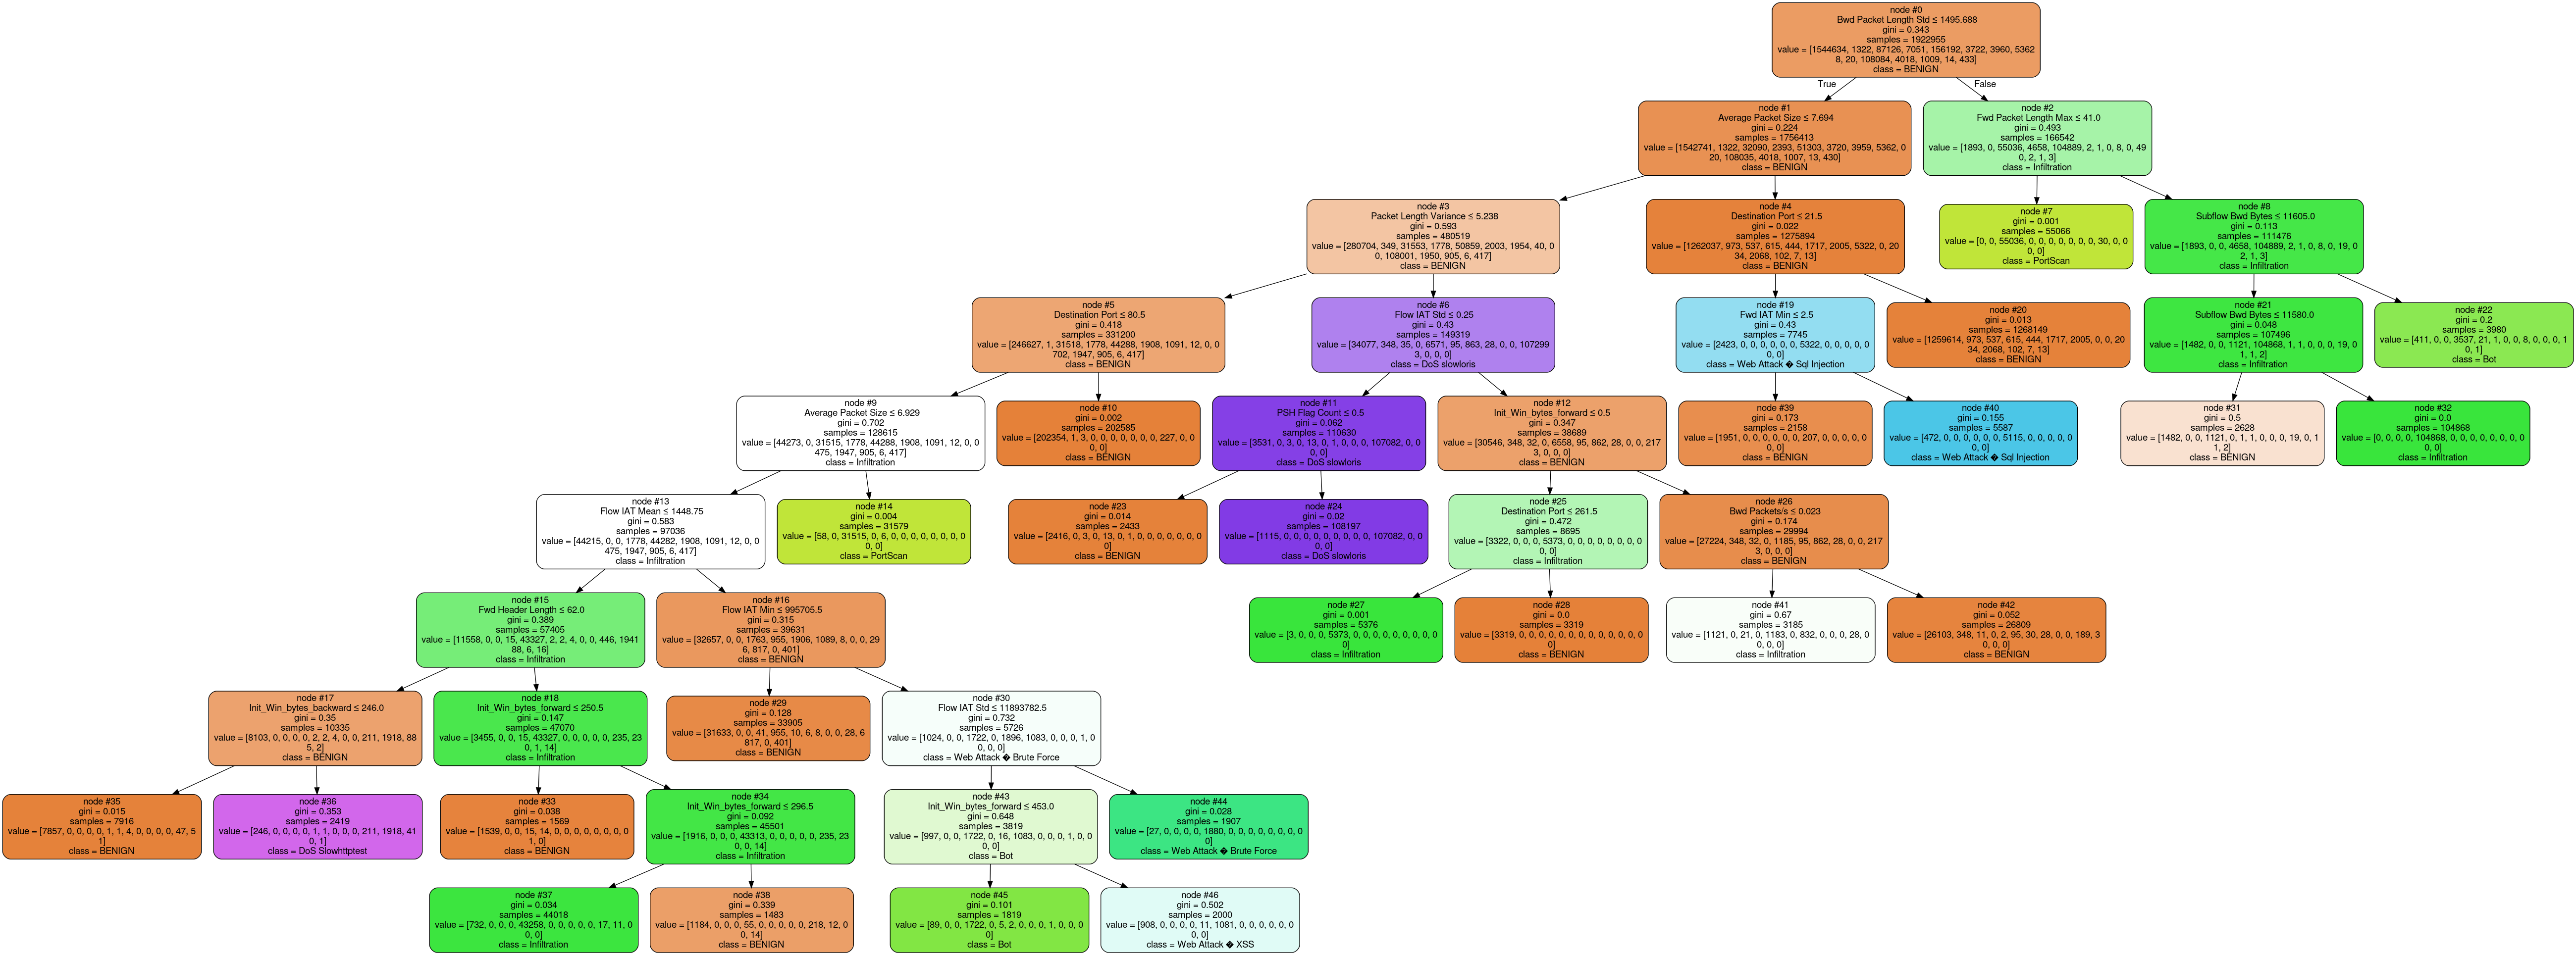 node #0
Bwd Packet Length Std ≤ 1495.688
gini = 0.343
samples = 1922955
value = [1544634, 1322, 87126, 7051, 156192, 3722, 3960, 5362
8, 20, 108084, 4018, 1009, 14, 433]
class = BENIGN
True
False
node #1
Average Packet Size ≤ 7.694
gini = 0.224
samples = 1756413
value = [1542741, 1322, 32090, 2393, 51303, 3720, 3959, 5362, 0
20, 108035, 4018, 1007, 13, 430]
class = BENIGN
node #2
Fwd Packet Length Max ≤ 41.0
gini = 0.493
samples = 166542
value = [1893, 0, 55036, 4658, 104889, 2, 1, 0, 8, 0, 49
0, 2, 1, 3]
class = Infiltration
node #3
Packet Length Variance ≤ 5.238
gini = 0.593
samples = 480519
value = [280704, 349, 31553, 1778, 50859, 2003, 1954, 40, 0
0, 108001, 1950, 905, 6, 417]
class = BENIGN
node #4
Destination Port ≤ 21.5
gini = 0.022
samples = 1275894
value = [1262037, 973, 537, 615, 444, 1717, 2005, 5322, 0, 20
34, 2068, 102, 7, 13]
class = BENIGN
node #7
gini = 0.001
samples = 55066
value = [0, 0, 55036, 0, 0, 0, 0, 0, 0, 0, 30, 0, 0
0, 0]
class = PortScan
node #8
Subflow Bwd Bytes ≤ 11605.0
gini = 0.113
samples = 111476
value = [1893, 0, 0, 4658, 104889, 2, 1, 0, 8, 0, 19, 0
2, 1, 3]
class = Infiltration
node #5
Destination Port ≤ 80.5
gini = 0.418
samples = 331200
value = [246627, 1, 31518, 1778, 44288, 1908, 1091, 12, 0, 0
702, 1947, 905, 6, 417]
class = BENIGN
node #6
Flow IAT Std ≤ 0.25
gini = 0.43
samples = 149319
value = [34077, 348, 35, 0, 6571, 95, 863, 28, 0, 0, 107299
3, 0, 0, 0]
class = DoS slowloris
node #19
Fwd IAT Min ≤ 2.5
gini = 0.43
samples = 7745
value = [2423, 0, 0, 0, 0, 0, 0, 5322, 0, 0, 0, 0, 0
0, 0]
class = Web Attack � Sql Injection
node #20
gini = 0.013
samples = 1268149
value = [1259614, 973, 537, 615, 444, 1717, 2005, 0, 0, 20
34, 2068, 102, 7, 13]
class = BENIGN
node #21
Subflow Bwd Bytes ≤ 11580.0
gini = 0.048
samples = 107496
value = [1482, 0, 0, 1121, 104868, 1, 1, 0, 0, 0, 19, 0
1, 1, 2]
class = Infiltration
node #22
gini = 0.2
samples = 3980
value = [411, 0, 0, 3537, 21, 1, 0, 0, 8, 0, 0, 0, 1
0, 1]
class = Bot
node #9
Average Packet Size ≤ 6.929
gini = 0.702
samples = 128615
value = [44273, 0, 31515, 1778, 44288, 1908, 1091, 12, 0, 0
475, 1947, 905, 6, 417]
class = Infiltration
node #10
gini = 0.002
samples = 202585
value = [202354, 1, 3, 0, 0, 0, 0, 0, 0, 0, 227, 0, 0
0, 0]
class = BENIGN
node #11
PSH Flag Count ≤ 0.5
gini = 0.062
samples = 110630
value = [3531, 0, 3, 0, 13, 0, 1, 0, 0, 0, 107082, 0, 0
0, 0]
class = DoS slowloris
node #12
Init_Win_bytes_forward ≤ 0.5
gini = 0.347
samples = 38689
value = [30546, 348, 32, 0, 6558, 95, 862, 28, 0, 0, 217
3, 0, 0, 0]
class = BENIGN
node #39
gini = 0.173
samples = 2158
value = [1951, 0, 0, 0, 0, 0, 0, 207, 0, 0, 0, 0, 0
0, 0]
class = BENIGN
node #40
gini = 0.155
samples = 5587
value = [472, 0, 0, 0, 0, 0, 0, 5115, 0, 0, 0, 0, 0
0, 0]
class = Web Attack � Sql Injection
node #31
gini = 0.5
samples = 2628
value = [1482, 0, 0, 1121, 0, 1, 1, 0, 0, 0, 19, 0, 1
1, 2]
class = BENIGN
node #32
gini = 0.0
samples = 104868
value = [0, 0, 0, 0, 104868, 0, 0, 0, 0, 0, 0, 0, 0
0, 0]
class = Infiltration
node #13
Flow IAT Mean ≤ 1448.75
gini = 0.583
samples = 97036
value = [44215, 0, 0, 1778, 44282, 1908, 1091, 12, 0, 0
475, 1947, 905, 6, 417]
class = Infiltration
node #14
gini = 0.004
samples = 31579
value = [58, 0, 31515, 0, 6, 0, 0, 0, 0, 0, 0, 0, 0
0, 0]
class = PortScan
node #23
gini = 0.014
samples = 2433
value = [2416, 0, 3, 0, 13, 0, 1, 0, 0, 0, 0, 0, 0, 0
0]
class = BENIGN
node #24
gini = 0.02
samples = 108197
value = [1115, 0, 0, 0, 0, 0, 0, 0, 0, 0, 107082, 0, 0
0, 0]
class = DoS slowloris
node #25
Destination Port ≤ 261.5
gini = 0.472
samples = 8695
value = [3322, 0, 0, 0, 5373, 0, 0, 0, 0, 0, 0, 0, 0
0, 0]
class = Infiltration
node #26
Bwd Packets/s ≤ 0.023
gini = 0.174
samples = 29994
value = [27224, 348, 32, 0, 1185, 95, 862, 28, 0, 0, 217
3, 0, 0, 0]
class = BENIGN
node #15
Fwd Header Length ≤ 62.0
gini = 0.389
samples = 57405
value = [11558, 0, 0, 15, 43327, 2, 2, 4, 0, 0, 446, 1941
88, 6, 16]
class = Infiltration
node #16
Flow IAT Min ≤ 995705.5
gini = 0.315
samples = 39631
value = [32657, 0, 0, 1763, 955, 1906, 1089, 8, 0, 0, 29
6, 817, 0, 401]
class = BENIGN
node #27
gini = 0.001
samples = 5376
value = [3, 0, 0, 0, 5373, 0, 0, 0, 0, 0, 0, 0, 0, 0
0]
class = Infiltration
node #28
gini = 0.0
samples = 3319
value = [3319, 0, 0, 0, 0, 0, 0, 0, 0, 0, 0, 0, 0, 0
0]
class = BENIGN
node #41
gini = 0.67
samples = 3185
value = [1121, 0, 21, 0, 1183, 0, 832, 0, 0, 0, 28, 0
0, 0, 0]
class = Infiltration
node #42
gini = 0.052
samples = 26809
value = [26103, 348, 11, 0, 2, 95, 30, 28, 0, 0, 189, 3
0, 0, 0]
class = BENIGN
node #17
Init_Win_bytes_backward ≤ 246.0
gini = 0.35
samples = 10335
value = [8103, 0, 0, 0, 0, 2, 2, 4, 0, 0, 211, 1918, 88
5, 2]
class = BENIGN
node #18
Init_Win_bytes_forward ≤ 250.5
gini = 0.147
samples = 47070
value = [3455, 0, 0, 15, 43327, 0, 0, 0, 0, 0, 235, 23
0, 1, 14]
class = Infiltration
node #29
gini = 0.128
samples = 33905
value = [31633, 0, 0, 41, 955, 10, 6, 8, 0, 0, 28, 6
817, 0, 401]
class = BENIGN
node #30
Flow IAT Std ≤ 11893782.5
gini = 0.732
samples = 5726
value = [1024, 0, 0, 1722, 0, 1896, 1083, 0, 0, 0, 1, 0
0, 0, 0]
class = Web Attack � Brute Force
node #35
gini = 0.015
samples = 7916
value = [7857, 0, 0, 0, 0, 1, 1, 4, 0, 0, 0, 0, 47, 5
1]
class = BENIGN
node #36
gini = 0.353
samples = 2419
value = [246, 0, 0, 0, 0, 1, 1, 0, 0, 0, 211, 1918, 41
0, 1]
class = DoS Slowhttptest
node #33
gini = 0.038
samples = 1569
value = [1539, 0, 0, 15, 14, 0, 0, 0, 0, 0, 0, 0, 0
1, 0]
class = BENIGN
node #34
Init_Win_bytes_forward ≤ 296.5
gini = 0.092
samples = 45501
value = [1916, 0, 0, 0, 43313, 0, 0, 0, 0, 0, 235, 23
0, 0, 14]
class = Infiltration
node #43
Init_Win_bytes_forward ≤ 453.0
gini = 0.648
samples = 3819
value = [997, 0, 0, 1722, 0, 16, 1083, 0, 0, 0, 1, 0, 0
0, 0]
class = Bot
node #44
gini = 0.028
samples = 1907
value = [27, 0, 0, 0, 0, 1880, 0, 0, 0, 0, 0, 0, 0, 0
0]
class = Web Attack � Brute Force
node #37
gini = 0.034
samples = 44018
value = [732, 0, 0, 0, 43258, 0, 0, 0, 0, 0, 17, 11, 0
0, 0]
class = Infiltration
node #38
gini = 0.339
samples = 1483
value = [1184, 0, 0, 0, 55, 0, 0, 0, 0, 0, 218, 12, 0
0, 14]
class = BENIGN
node #45
gini = 0.101
samples = 1819
value = [89, 0, 0, 1722, 0, 5, 2, 0, 0, 0, 1, 0, 0, 0
0]
class = Bot
node #46
gini = 0.502
samples = 2000
value = [908, 0, 0, 0, 0, 11, 1081, 0, 0, 0, 0, 0, 0
0, 0]
class = Web Attack � XSS